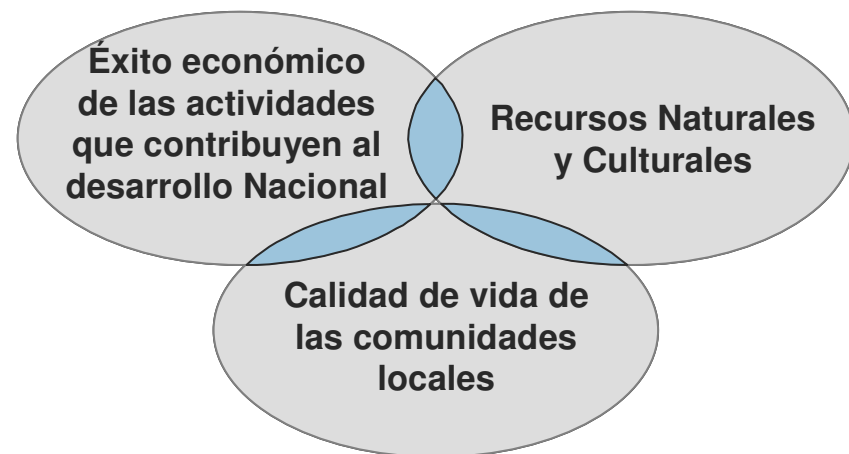 Éxito económico
de las actividades
que contribuyen al
desarrollo Nacional
Recursos Naturales
y Culturales
Calidad de vida de
las comunidades
locales